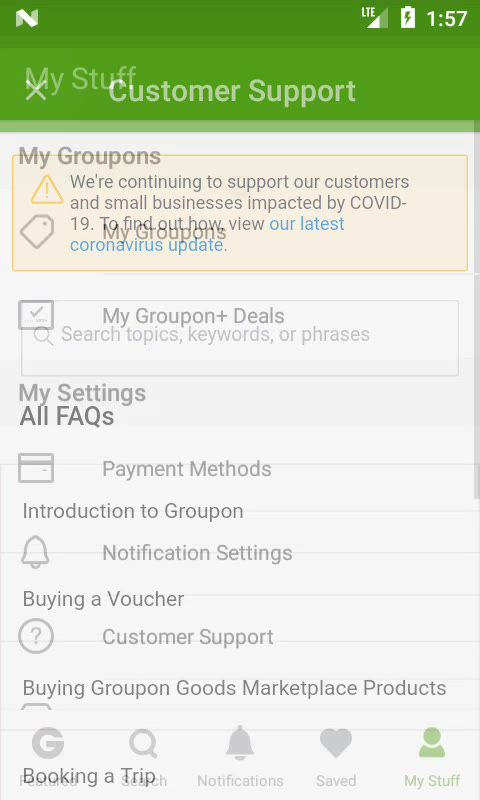 LTE 1:57
My Stuff
Customer Support
My Groupons
We're continuing to support our customers
and small businesses impacted by COVID-
19. To find out how, view our latest
coronavirus update.
My Groupons
My Groupon+ Deals
Search topics, keywords, or phrases
My Settings
All FAQs
Payment Methods
Introduction to Groupon
Notification Settings
Buying a Voucher
Customer Support
Buying Groupon Goods Marketplace Products
Booking a Trip
Featured Search Notifications Saved My Stuff